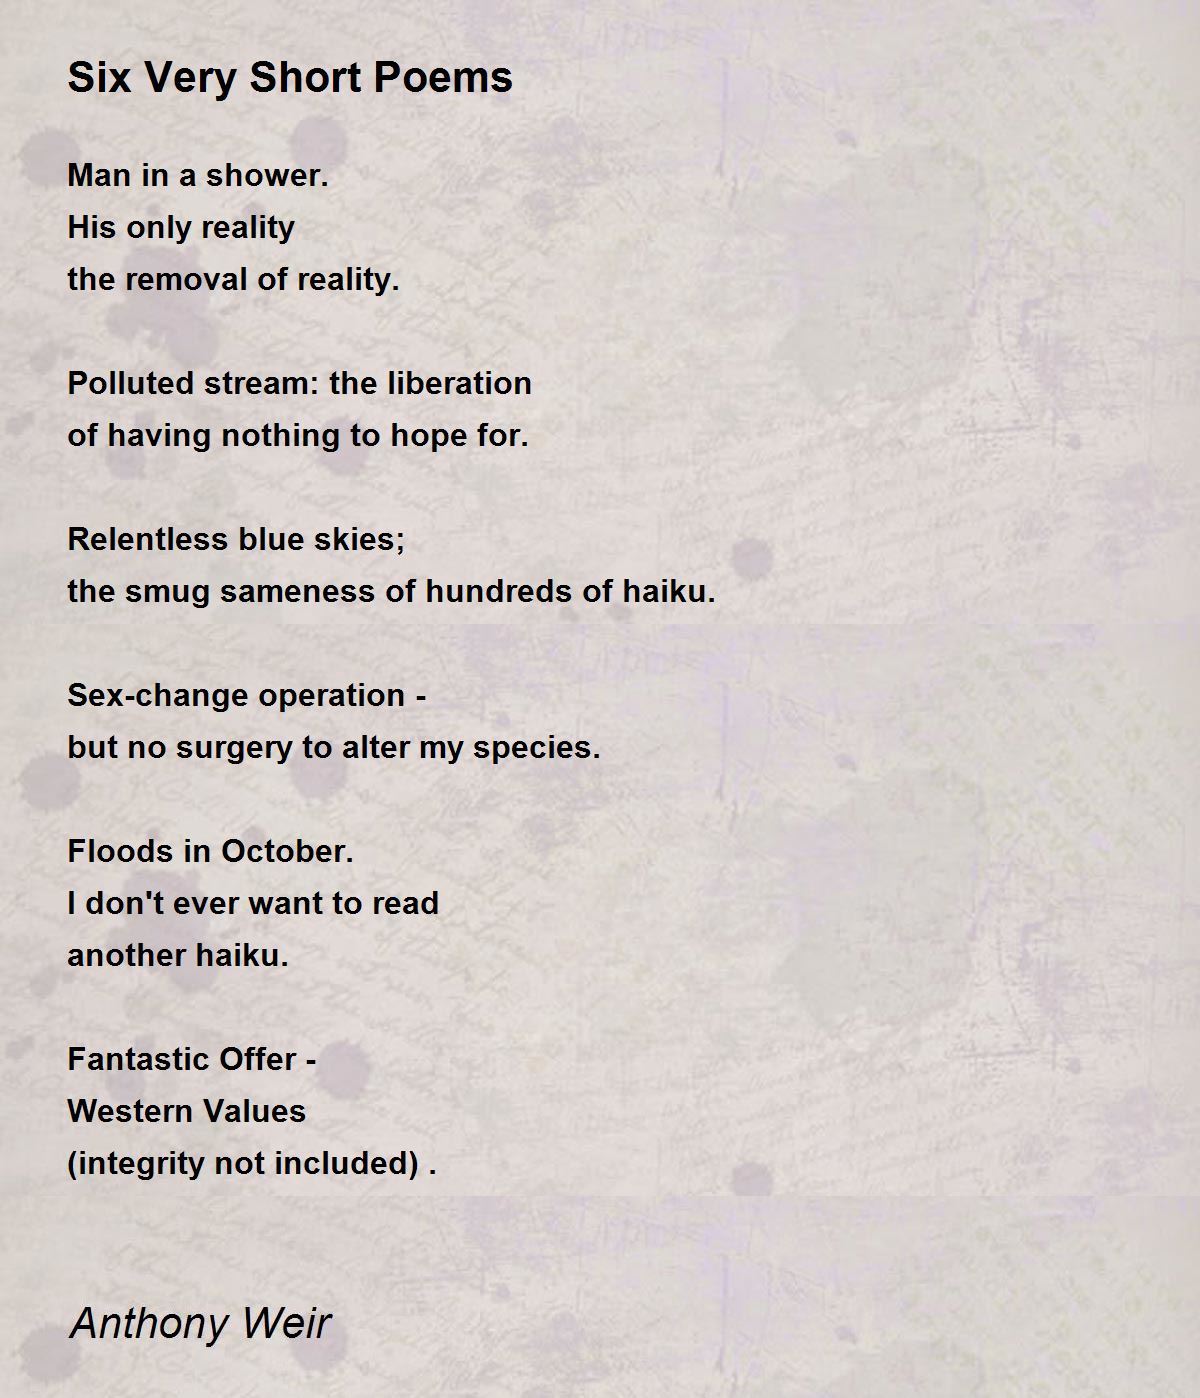 Six Very Short Poems
Man in a shower.
His only reality
the removal of reality.
Polluted stream: the liberation
of having nothing to hope for.
Relentless blue skies;
the smug sameness of hundreds of haiku.
Sex-change operation -
but no surgery to alter my species.
Floods in October.
I don't ever want to read
another haiku.
Fantastic Offer -
Western Values
(integrity not included) .
Anthony Weir